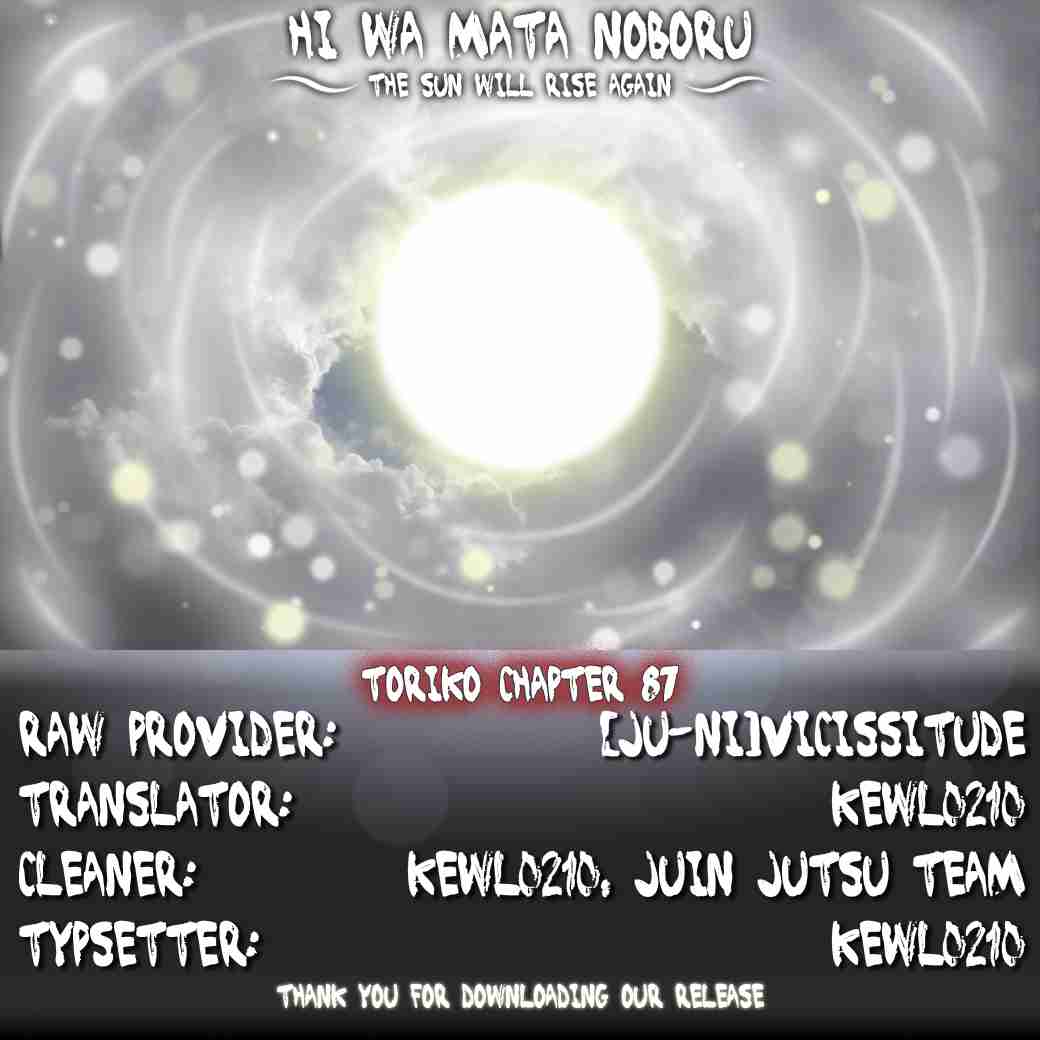 HI WA MATA NOBORU
THE SUN WILL RISE AGAIN
TORIKO CHAPTER 87
RAW PROVIDER: [JU-NI]VICISSITUDE
TRANSLATOR: KEWL0210
CLEANER: KEWL0210, JUIN JUTSU TEAM
TYPSETTER: KEWL0210
THANK YOU FOR DOWNLOADING OUR RELEASE